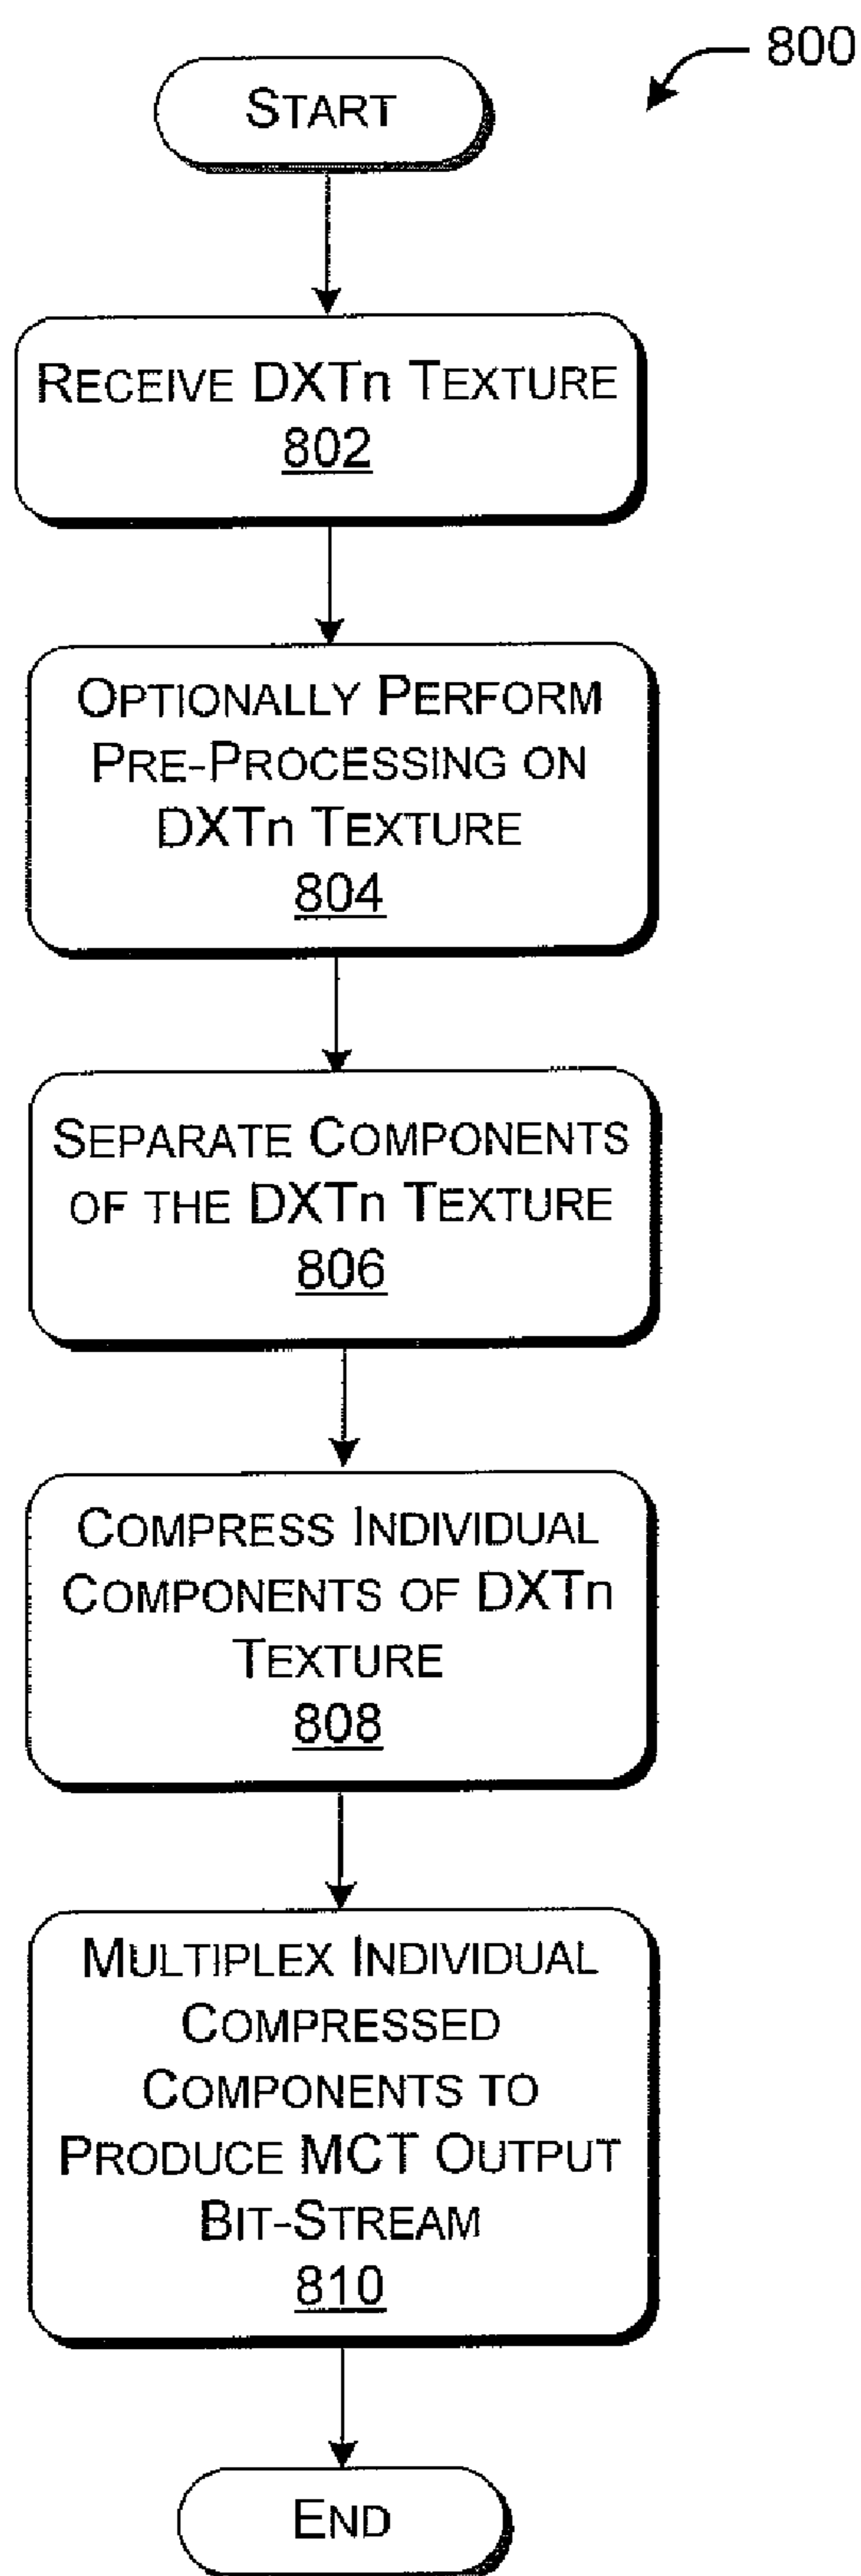 800
START
RECEIVE DXTn TEXTURE
802
OPTIONALLY PERFORM
PRE-PROCESSING ON
DXTn TEXTURE
804
SEPARATE COMPONENTS
OF THE DXTn TEXTURE
806
COMPRESS INDIVIDUAL
COMPONENTS OF DXTn
TEXTURE
808
MULTIPLEX INDIVIDUAL
COMPRESSED
COMPONENTS TO
PRODUCE MCT OUTPUT
BIT-STREAM
810
END